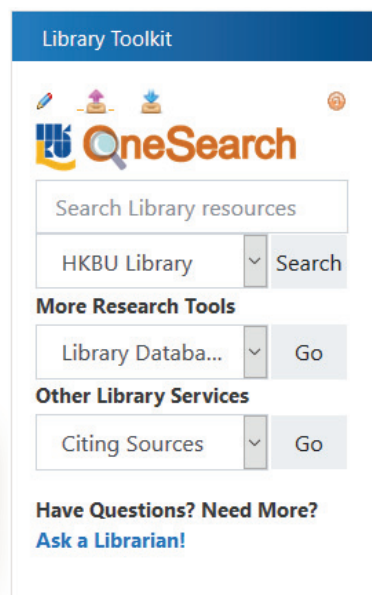 Library Toolkit
OneSearch
Search Library resources
HKBU Library
Search
More Research Tools
Library Databa...
Go
Other Library Services
Citing Sources
Go
Have Questions? Need More?
Ask a Librarian!